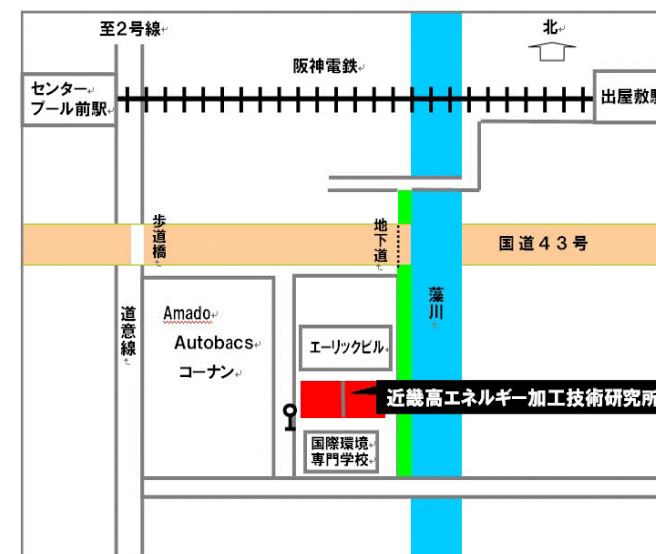 至2号線
北
阪神電鉄
センター
プール前駅
出屋敷駅
歩道橋
地下道
国道43号
藻川
道意線
Amado
Autobacs
コーナン
エーリックビル
近畿高エネルギー加工技術研究所
国際環境
専門学校